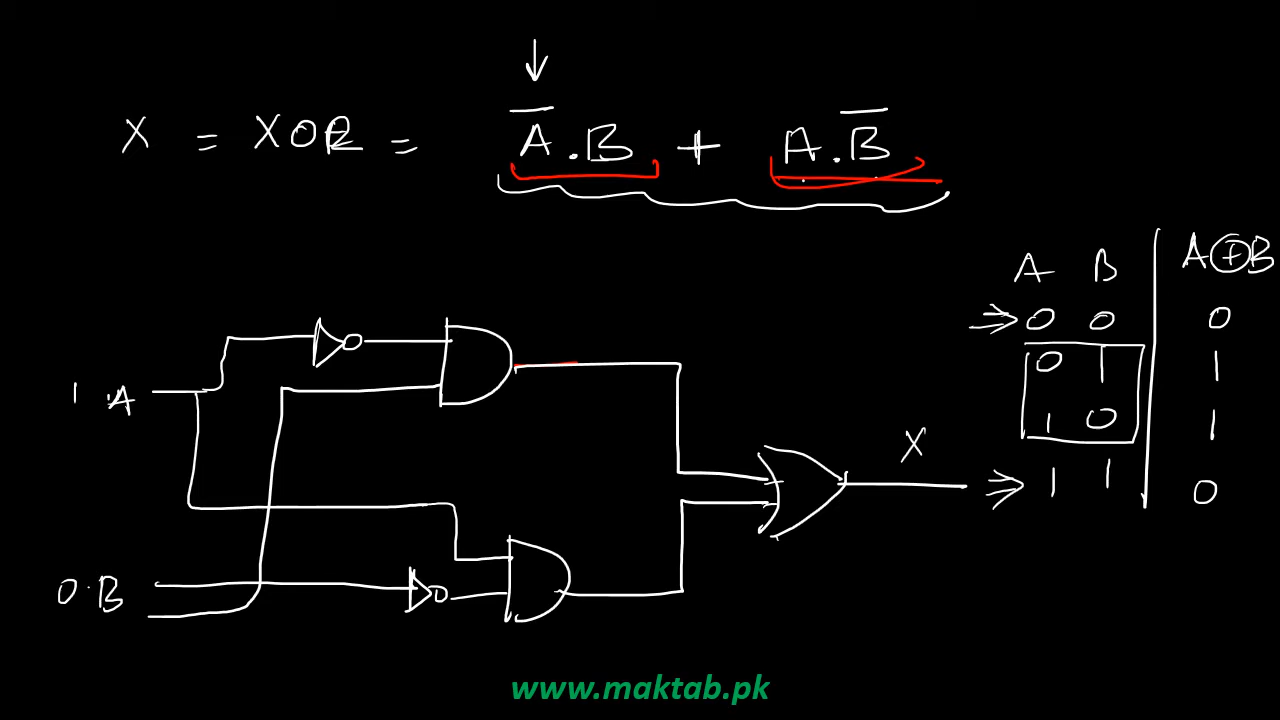 X = XOR = A̅.B + A.B̅
A B A⊕B
0 0 0
0 1 1
1 0 1
1 1 0
1 A
X
0.B
www.maktab.pk